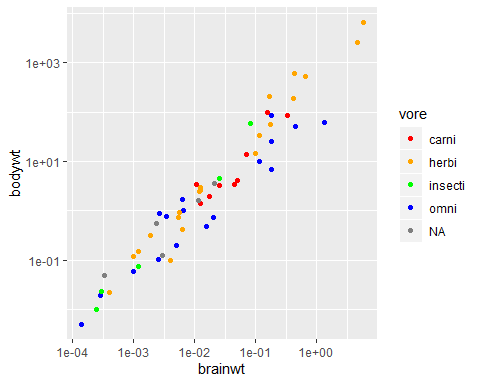 1e+03
1e+01
1e-01
bodywt
1e-04 1e-03 1e-02 1e-01 1e+00
brainwt
vore
carni
herbi
insecti
omni
NA